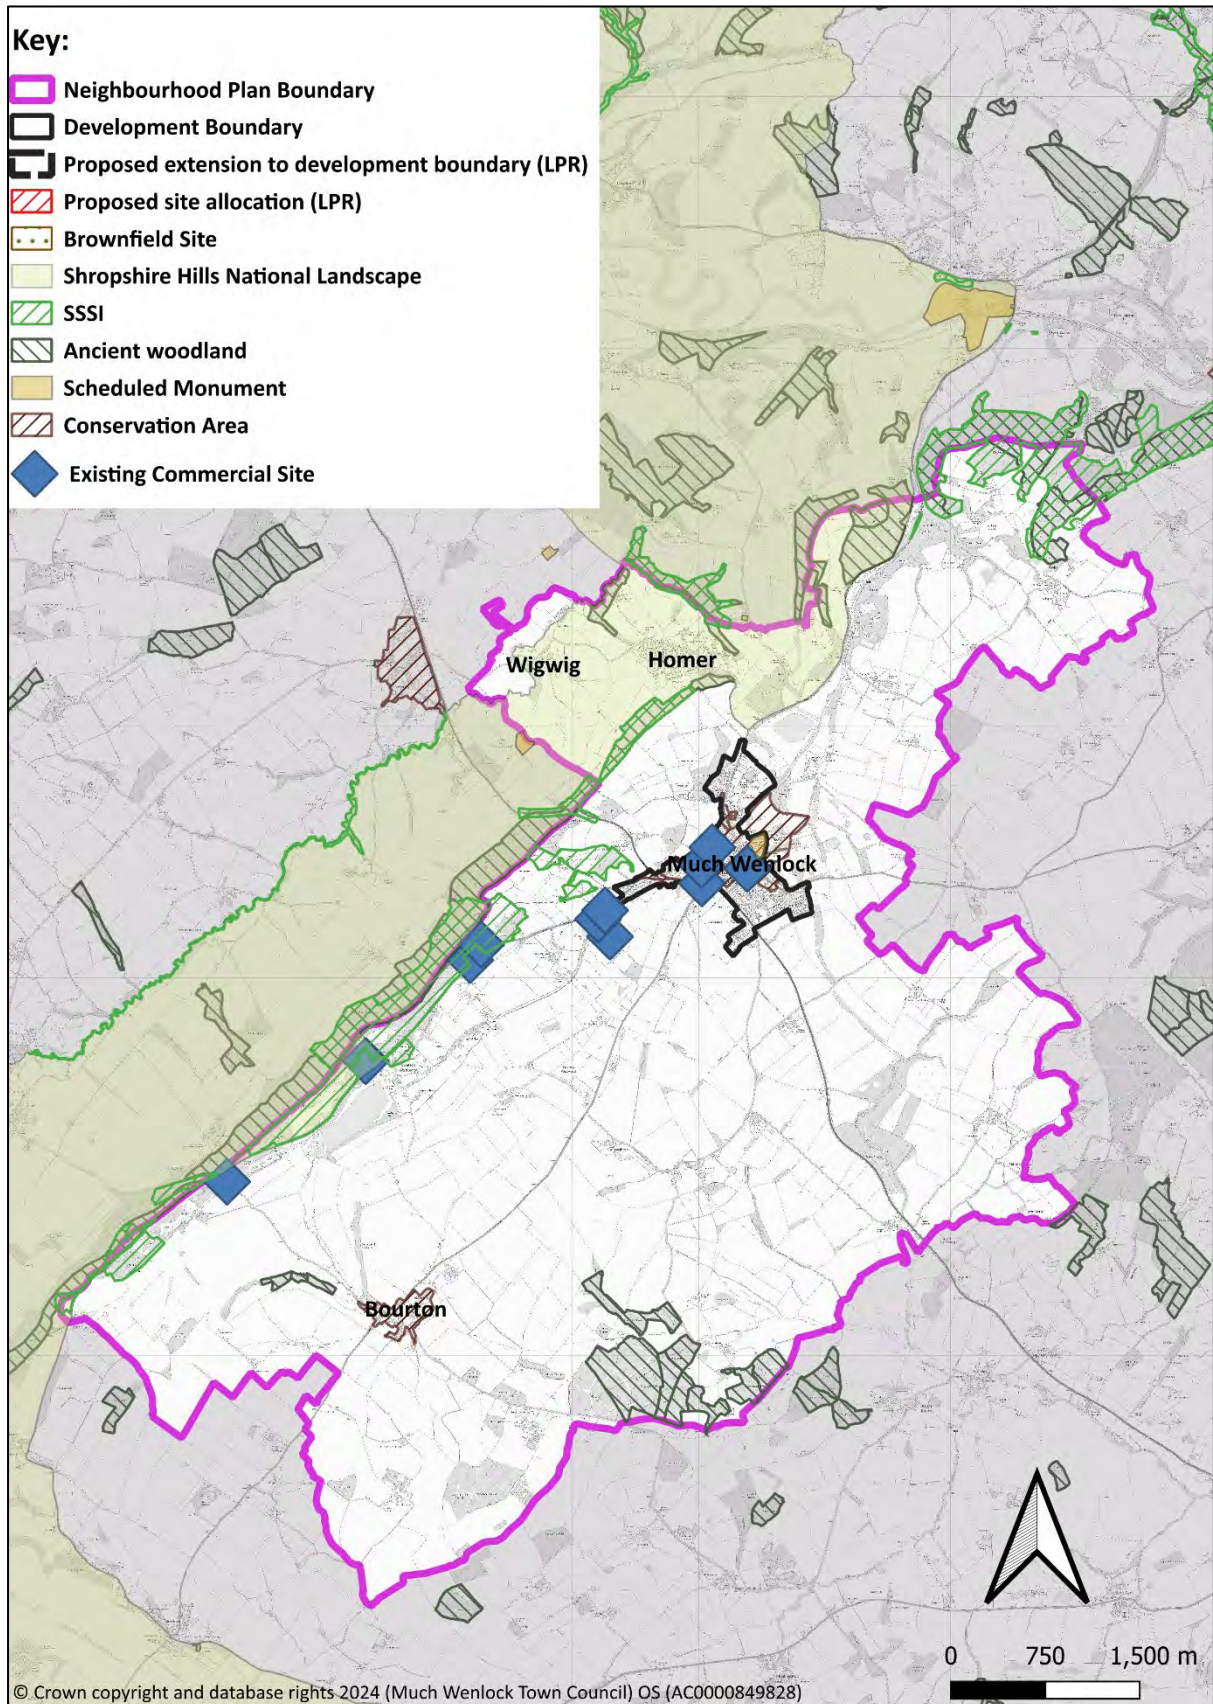 Key:
Neighbourhood Plan Boundary
Development Boundary
Proposed extension to development boundary (LPR)
Proposed site allocation (LPR)
Brownfield Site
Shropshire Hills National Landscape
SSSI
Ancient woodland
Scheduled Monument
Conservation Area
Existing Commercial Site
Wigwig
Homer
Much Wenlock
Bourton
0 750 1,500 m
© Crown copyright and database rights 2024 (Much Wenlock Town Council) OS (AC0000849828)